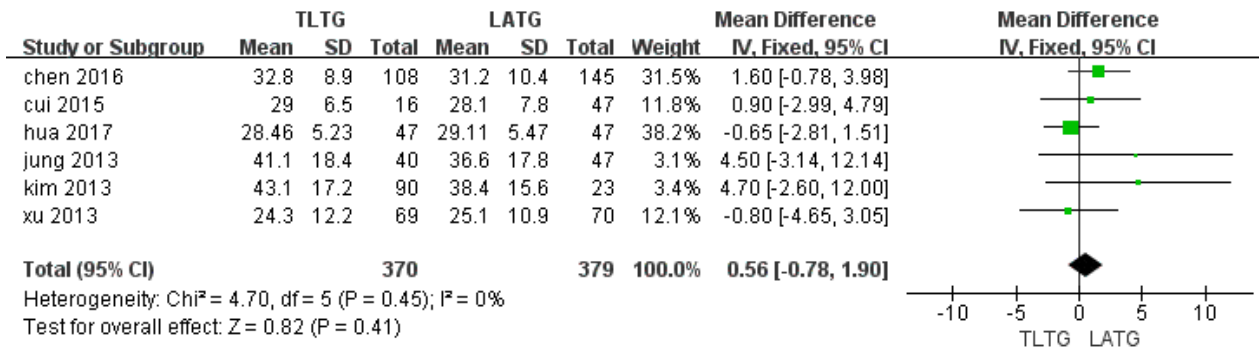 TLTG LATG Mean Difference Mean Difference
Study or Subgroup Mean SD Total Mean SD Total Weight IV, Fixed, 95% CI IV, Fixed, 95% CI
chen 2016 32.8 8.9 108 31.2 10.4 145 31.5% 1.60 [-0.78, 3.98]
cui 2015 29 6.5 16 28.1 7.8 47 11.8% 0.90 [-2.99, 4.79]
hua 2017 28.46 5.23 47 29.11 5.47 47 38.2% -0.65 [-2.81, 1.51]
jung 2013 41.1 18.4 40 36.6 17.8 47 3.1% 4.50 [-3.14, 12.14]
kim 2013 43.1 17.2 90 38.4 15.6 23 3.4% 4.70 [-2.60, 12.00]
xu 2013 24.3 12.2 69 25.1 10.9 70 12.1% -0.80 [-4.65, 3.05]
Total (95% CI) 370 379 100.0% 0.56 [-0.78, 1.90]
Heterogeneity: Chi² = 4.70, df = 5 (P = 0.45); I² = 0%
Test for overall effect: Z = 0.82 (P = 0.41)
-10 -5 0 5 10
TLTG LATG